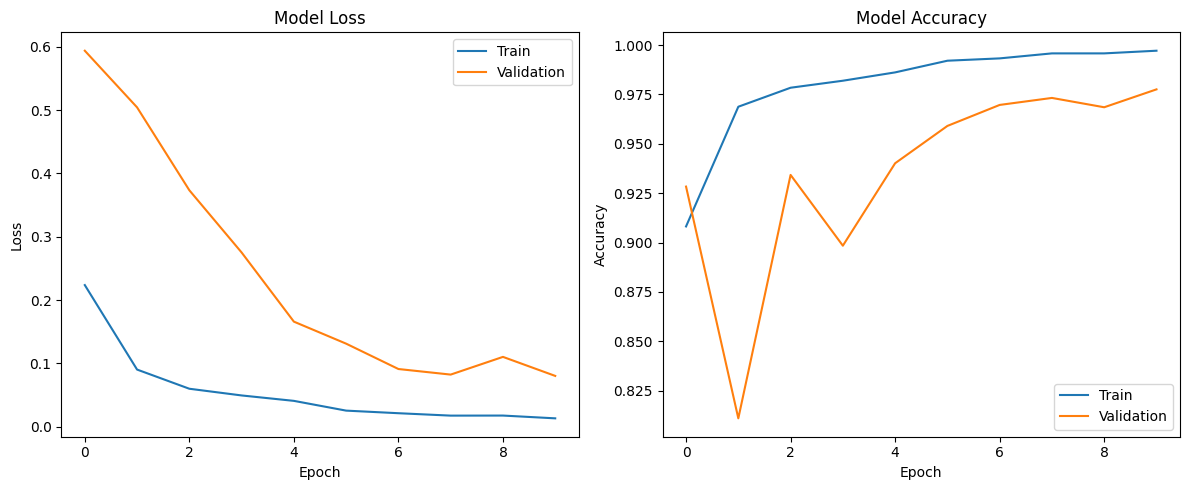 Model Loss
Train
Validation
Loss
0.6
0.5
0.4
0.3
0.2
0.1
0.0
0 2 4 6 8
Epoch
Model Accuracy
Accuracy
1.000
0.975
0.950
0.925
0.900
0.875
0.850
0.825
Train
Validation
0 2 4 6 8
Epoch